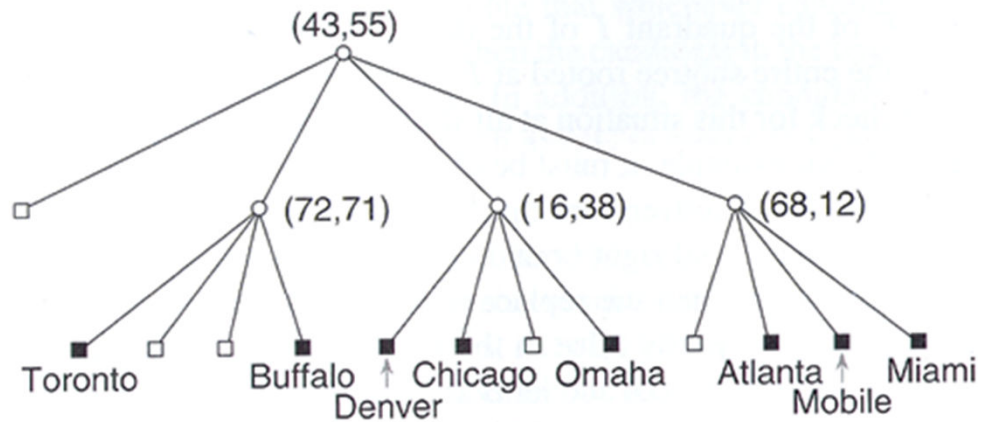 (43,55)
(72,71) (16,38) (68,12)
Toronto Buffalo Chicago Omaha Atlanta Miami
Denver Mobile